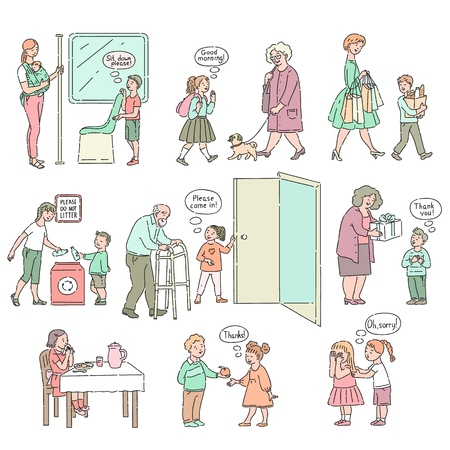 Sit down
please!
Good
morning!
PLEASE
DO NOT
LITTER
Please
come in!
Thank
you!
Thanks!
Oh, sorry!